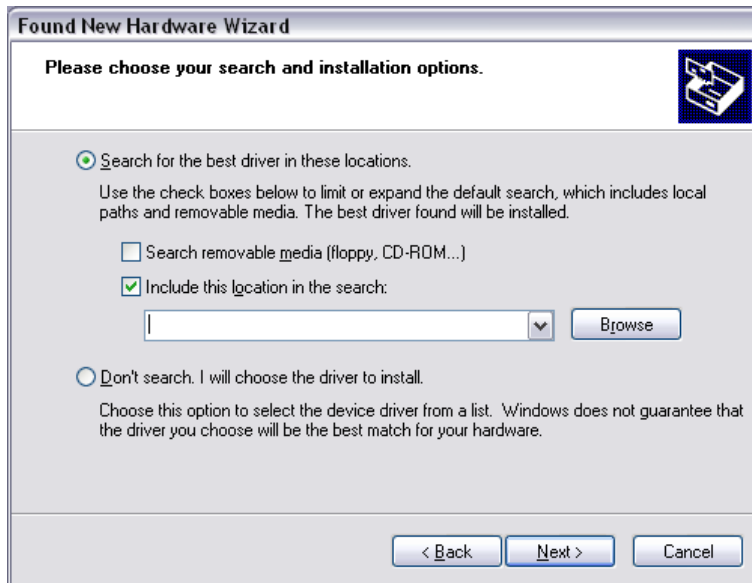 Found New Hardware Wizard
Please choose your search and installation options.
Search for the best driver in these locations.
Use the check boxes below to limit or expand the default search, which includes local
paths and removable media. The best driver found will be installed.
Search removable media (floppy, CD-ROM...)
Include this location in the search:
Browse
Don't search. I will choose the driver to install.
Choose this option to select the device driver from a list. Windows does not guarantee that
the driver you choose will be the best match for your hardware.
< Back Next > Cancel